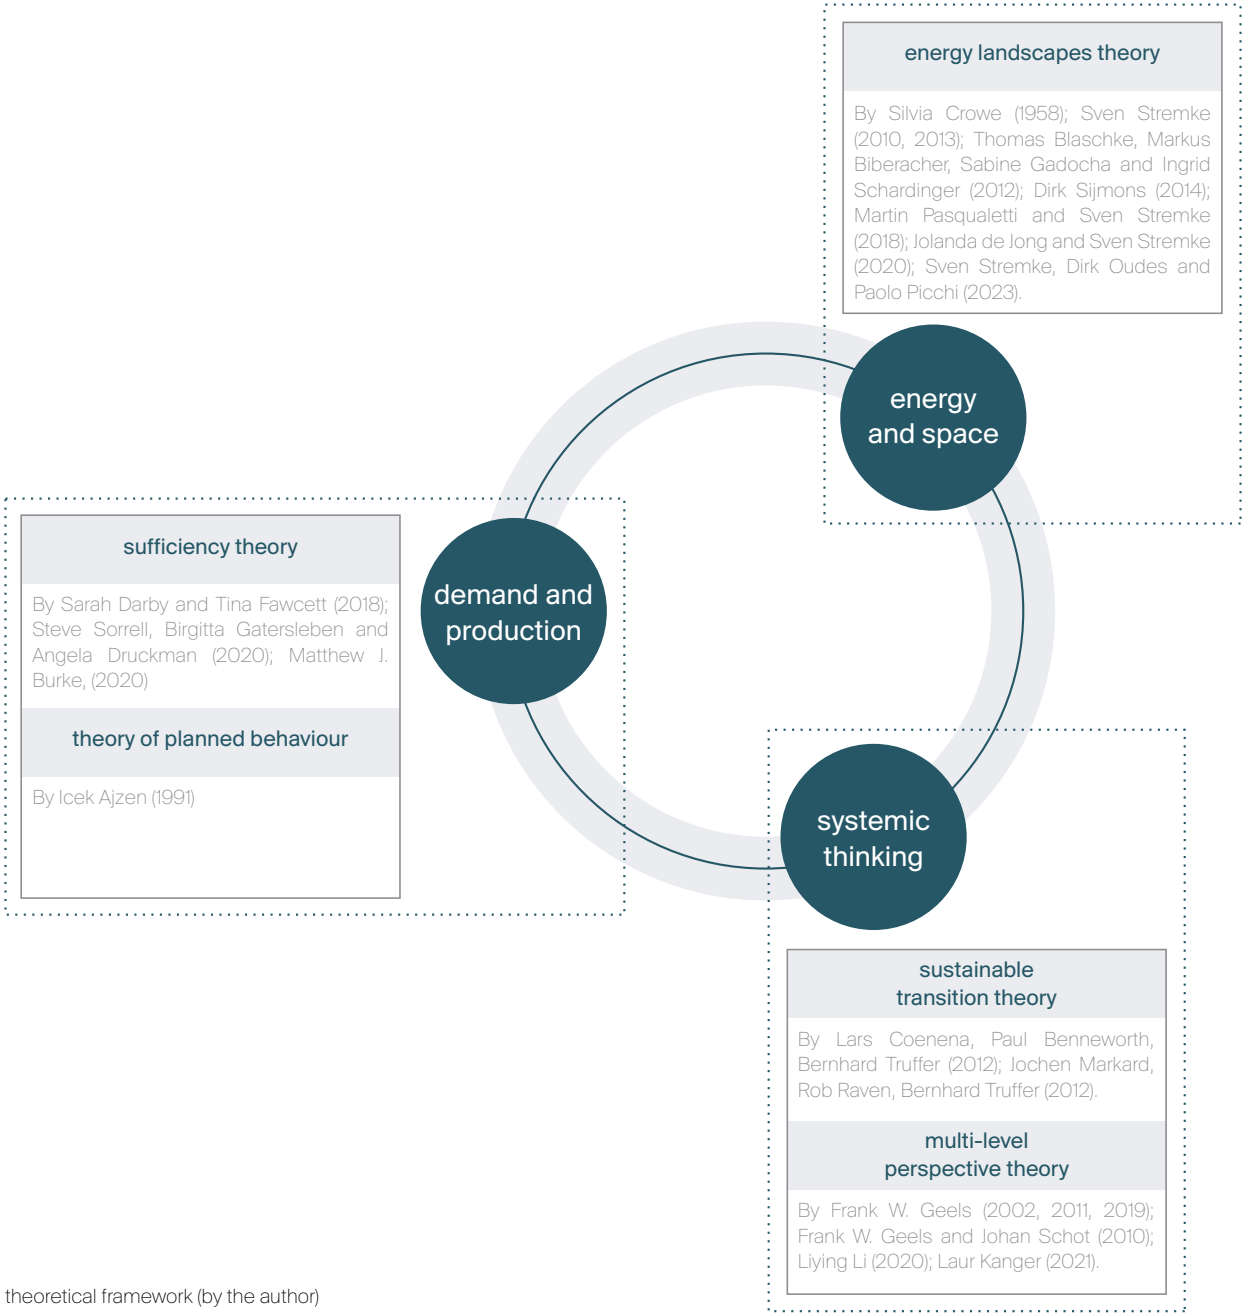 energy landscapes theory
By Silvia Crowe (1958); Sven Stremke
(2010, 2013); Thomas Blaschke, Markus
Biberacher, Sabine Gadocha and Ingrid
Schardinger (2012); Dirk Sijmons (2014);
Martin Pasqualetti and Sven Stremke
(2018); Jolanda de Jong and Sven Stremke
(2020); Sven Stremke, Dirk Oudes and
Paolo Picchi (2023).
energy
and space
sufficiency theory
By Sarah Darby and Tina Fawcett (2018);
Steve Sorrell, Birgitta Gatersleben and
Angela Druckman (2020); Matthew J.
Burke, (2020)
theory of planned behaviour
By Icek Ajzen (1991)
demand and
production
systemic
thinking
sustainable
transition theory
By Lars Coenena, Paul Benneworth,
Bernhard Truffer (2012); Jochen Markard,
Rob Raven, Bernhard Truffer (2012).
multi-level
perspective theory
By Frank W. Geels (2002, 2011, 2019);
Frank W. Geels and Johan Schot (2010);
Liying Li (2020); Laur Kanger (2021).
theoretical framework (by the author)